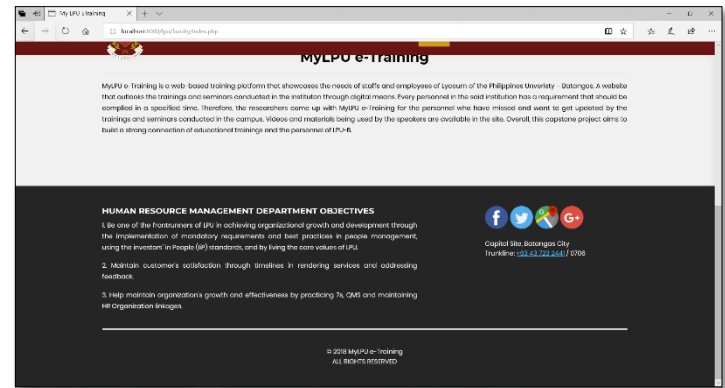 My LPU E-Training
localhost:8080/lpu/faculty/index.php
MyLPU e-Training
MyLPU e-Training is a web-based training platform that showcases the needs of staffs and employees of Lyceum of the Philippines University - Batangas. A website
that outlooks the trainings and seminars conducted in the institution through digital means. Every personnel in the said institution has a requirement that should be
complied in a specified time. Therefore, the researchers come up with MyLPU e-Training for the personnel who have missed and want to get updated by the
trainings and seminars conducted in the campus. Videos and materials being used by the speakers are available in the site. Overall, this capstone project aims to
build a strong connection of educational trainings and the personnel of LPU-B.
HUMAN RESOURCE MANAGEMENT DEPARTMENT OBJECTIVES
1. Be one of the frontrunners of LPU in achieving organizational growth and development through
the implementation of mandatory requirements and best practices in people management,
using the investors' in People (IiP) standards, and by living the core values of LPU.
2. Maintain customer's satisfaction through timelines in rendering services and addressing
feedback.
3. Help maintain organization's growth and effectiveness by practicing 7s, QMS and maintaining
HR Organization linkages.
f
G+
Capitol Site, Batangas City
Trunkline: +63 43 723 2441 / 0706
© 2018 MyLPU e-Training
ALL RIGHTS RESERVED